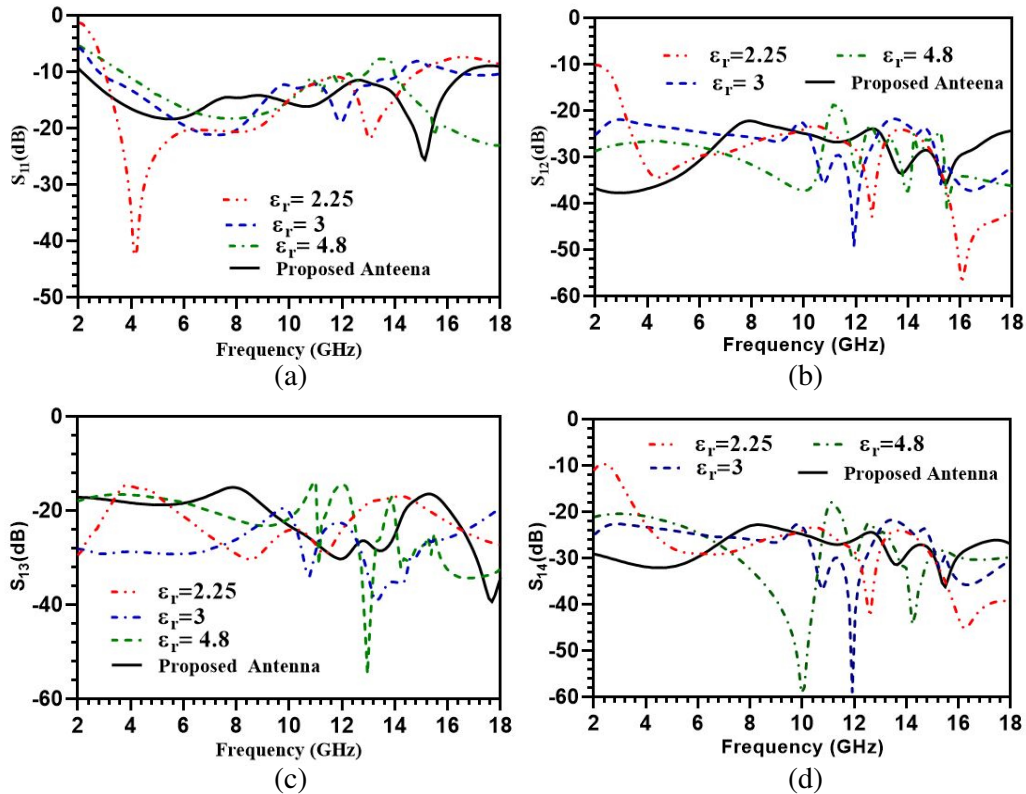 0
-10
-20
-30
-40
-50
S11(dB)
εr= 2.25
εr= 3
εr= 4.8
Proposed Anteena
2 4 6 8 10 12 14 16 18
Frequency (GHz)
(a)
0
-10
-20
-30
-40
-50
-60
S12(dB)
εr=2.25 εr=4.8
εr=3 Proposed Anteena
2 4 6 8 10 12 14 16 18
Frequency (GHz)
(b)
0
-20
-40
-60
S13(dB)
εr=2.25
εr=3
εr= 4.8
Proposed Antenna
2 4 6 8 10 12 14 16 18
Frequency (GHz)
(c)
0
-10
-20
-30
-40
-50
-60
S14(dB)
εr=2.25 εr=4.8
εr=3 Proposed Antenna
2 4 6 8 10 12 14 16 18
Frequency (GHz)
(d)